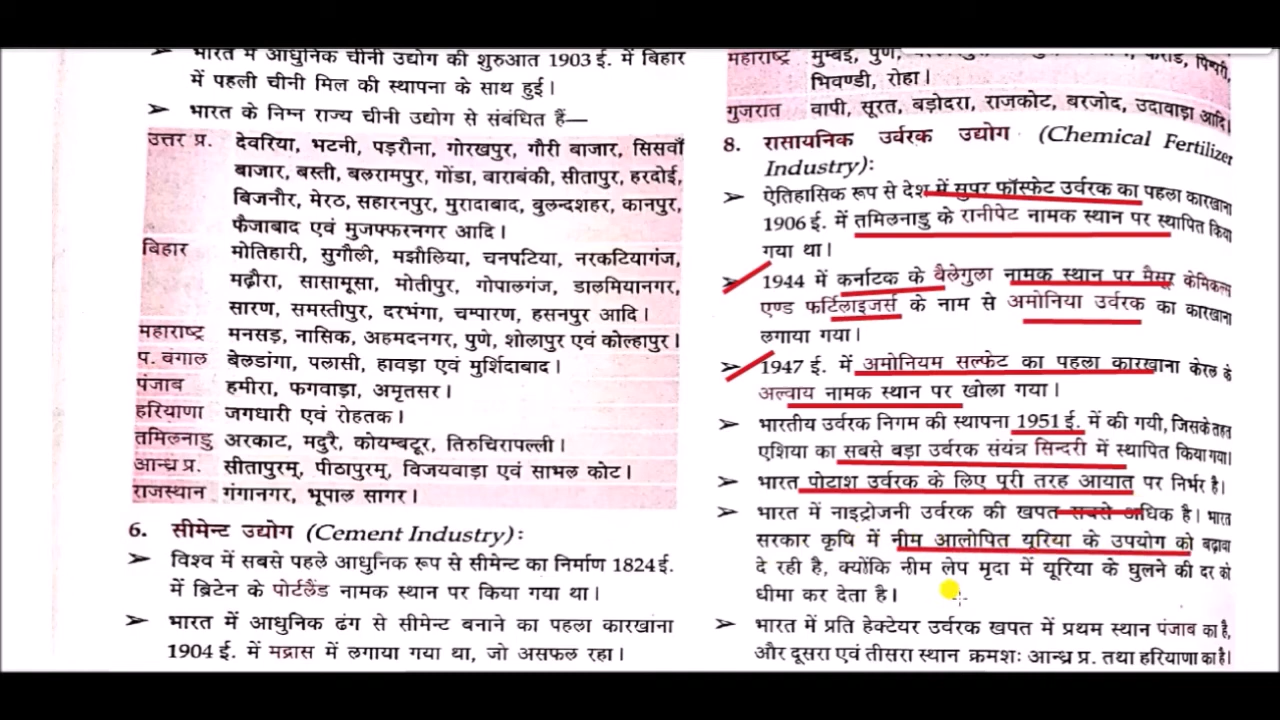 भारत में आधुनिक चीनी उद्योग की शुरुआत 1903 ई. में बिहार
में पहली चीनी मिल की स्थापना के साथ हुई।
➢ भारत के निम्न राज्य चीनी उद्योग से संबंधित हैं—
उत्तर प्र. देवरिया, भटनी, पड़रौना, गोरखपुर, गौरी बाजार, सिसवाँ
बाजार, बस्ती, बलरामपुर, गोंडा, बाराबंकी, सीतापुर, हरदोई,
बिजनौर, मेरठ, सहारनपुर, मुरादाबाद, बुलन्दशहर, कानपुर,
फैजाबाद एवं मुजफ्फरनगर आदि।
बिहार मोतिहारी, सुगौली, मझौलिया, चनपटिया, नरकटियागंज,
मढ़ौरा, सासामूसा, मोतीपुर, गोपालगंज, डालमियानगर,
सारण, समस्तीपुर, दरभंगा, चम्पारण, हसनपुर आदि।
महाराष्ट्र मनसड़, नासिक, अहमदनगर, पुणे, शोलापुर एवं कोल्हापुर।
प. बंगाल बेलडांगा, पलासी, हावड़ा एवं मुर्शिदाबाद।
पंजाब हमीरा, फगवाड़ा, अमृतसर।
हरियाणा जगधारी एवं रोहतक।
तमिलनाडु अरकाट, मदुरै, कोयम्बटूर, तिरुचिरापल्ली।
आन्ध्र प्र. सीतापुरम्, पीठापुरम्, विजयवाड़ा एवं साभल कोट।
राजस्थान गंगानगर, भूपाल सागर।
6. सीमेन्ट उद्योग (Cement Industry):
➢ विश्व में सबसे पहले आधुनिक रूप से सीमेन्ट का निर्माण 1824 ई.
में ब्रिटेन के पोर्टलैंड नामक स्थान पर किया गया था।
➢ भारत में आधुनिक ढंग से सीमेन्ट बनाने का पहला कारखाना
1904 ई. में मद्रास में लगाया गया था, जो असफल रहा।
महाराष्ट्र मुम्बई, पुणे,
भिवण्डी, रोहा।
गुजरात वापी, सूरत, बड़ोदरा, राजकोट, बरजोद, उदावाड़ा आदि।
8. रासायनिक उर्वरक उद्योग (Chemical Fertilizer
Industry):
➢ ऐतिहासिक रूप से देश में सुपर फॉस्फेट उर्वरक का पहला कारखाना
1906 ई. में तमिलनाडु के रानीपेट नामक स्थान पर स्थापित किया
गया था।
➢ 1944 में कर्नाटक के वैलेगुला नामक स्थान पर मैसूर केमिकल्स
एण्ड फर्टिलाइजर्स के नाम से अमोनिया उर्वरक का कारखाना
लगाया गया।
➢ 1947 ई. में अमोनियम सल्फेट का पहला कारखाना केरल के
अल्वाय नामक स्थान पर खोला गया।
➢ भारतीय उर्वरक निगम की स्थापना 1951 ई. में की गयी, जिसके तहत
एशिया का सबसे बड़ा उर्वरक संयंत्र सिन्दरी में स्थापित किया गया।
➢ भारत पोटाश उर्वरक के लिए पूरी तरह आयात पर निर्भर है।
➢ भारत में नाइट्रोजनी उर्वरक की खपत सबसे अधिक है। भारत
सरकार कृषि में नीम आलोपित यूरिया के उपयोग को बढ़ावा
दे रही है, क्योंकि नीम लेप मृदा में यूरिया के घुलने की दर को
धीमा कर देता है।
➢ भारत में प्रति हेक्टेयर उर्वरक खपत में प्रथम स्थान पंजाब का है,
और दूसरा एवं तीसरा स्थान क्रमशः आन्ध्र प्र. तथा हरियाणा का है।